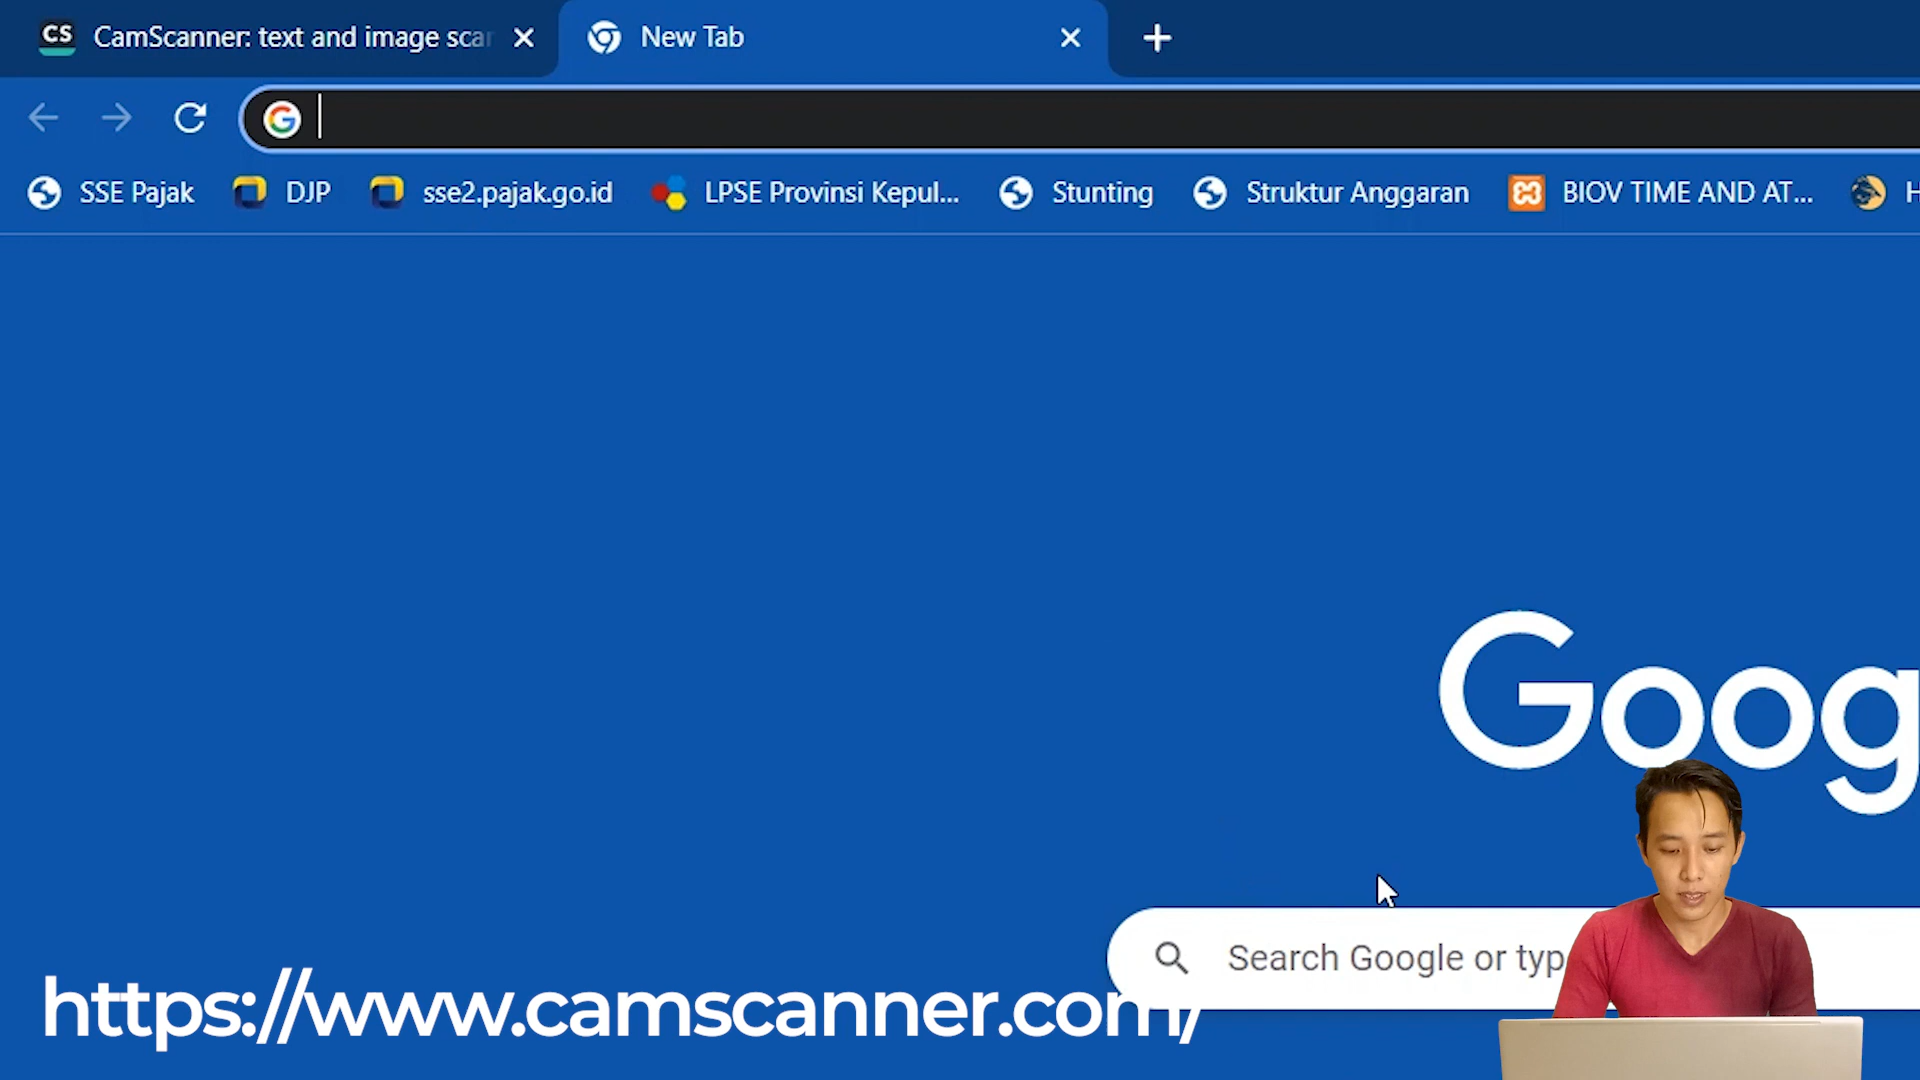 CS CamScanner: text and image scar
New Tab
SSE Pajak DJP sse2.pajak.go.id LPSE Provinsi Kepul... Stunting Struktur Anggaran BIOV TIME AND AT... H
Goog
Search Google or typ
https://www.camscanner.com/